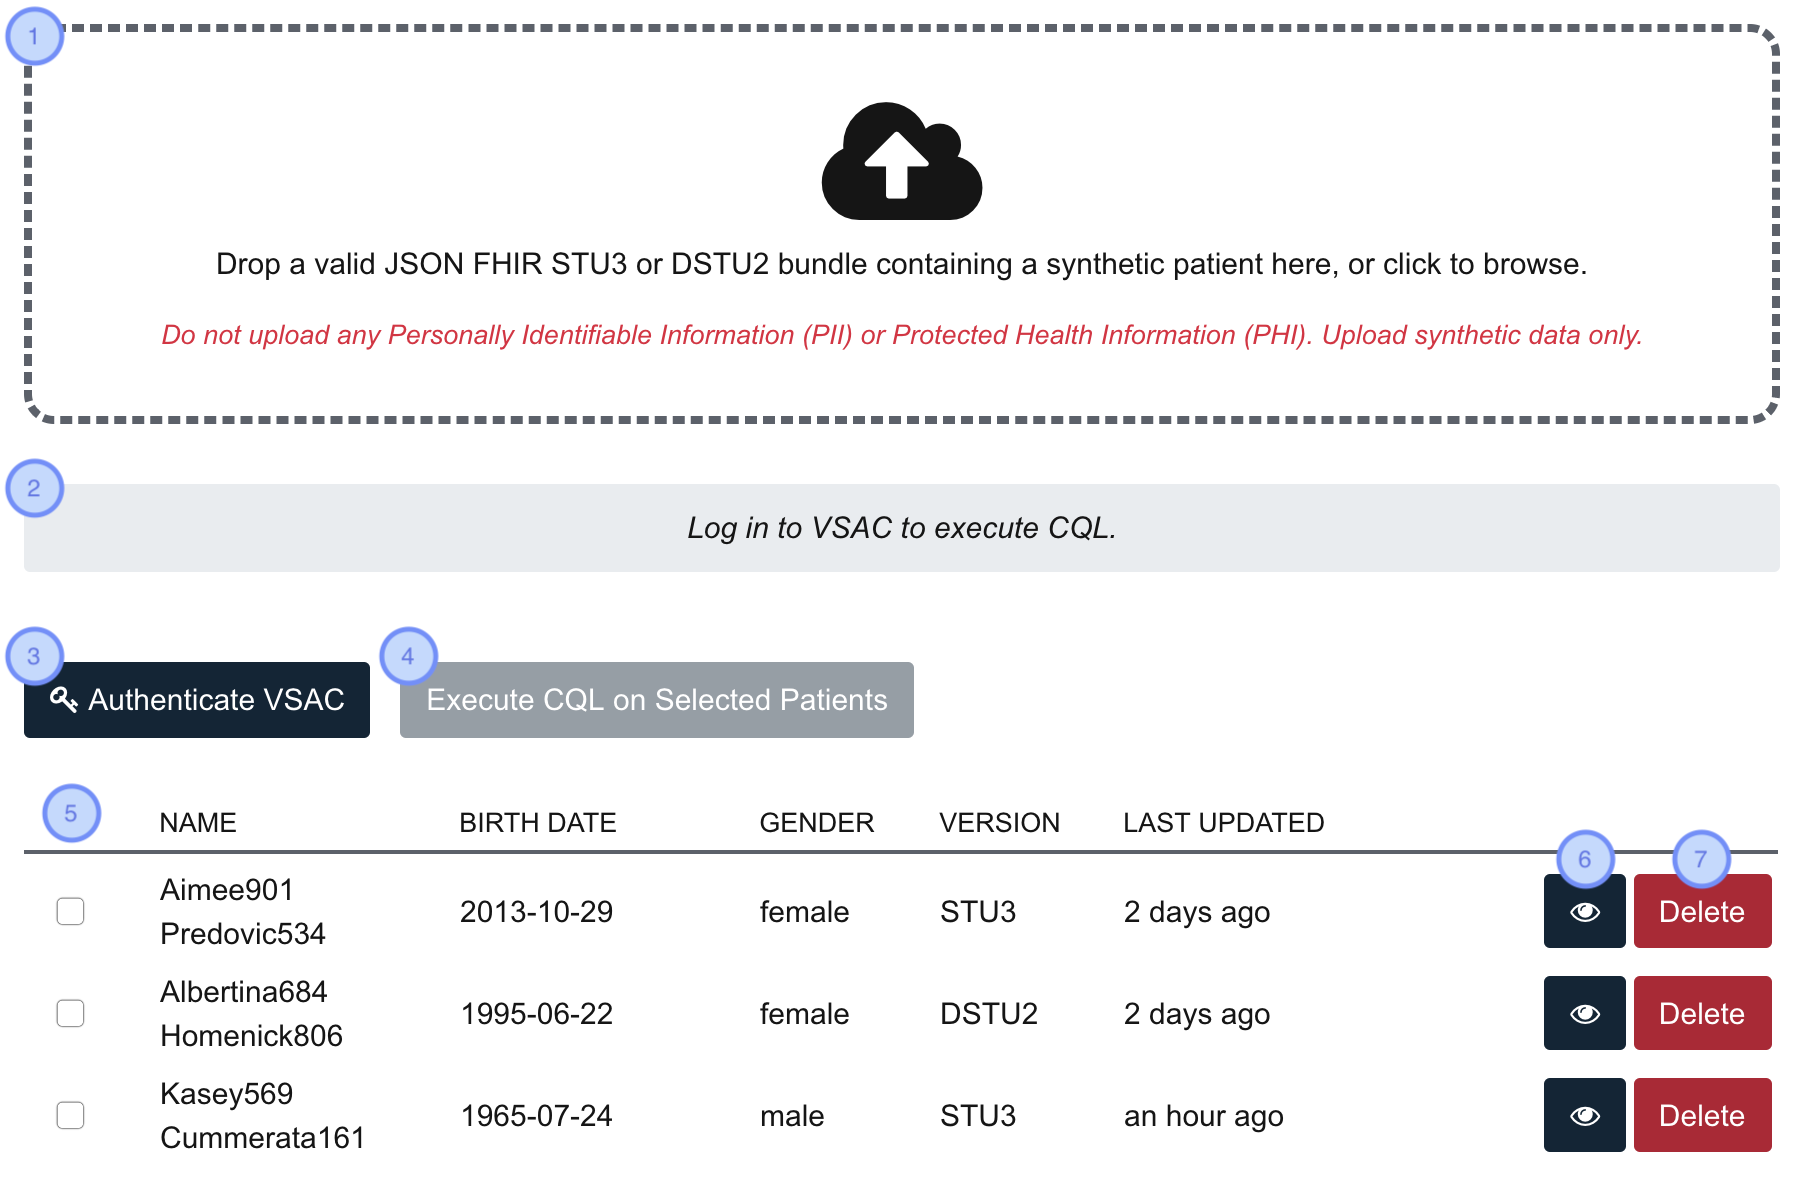 1
Drop a valid JSON FHIR STU3 or DSTU2 bundle containing a synthetic patient here, or click to browse.
Do not upload any Personally Identifiable Information (PII) or Protected Health Information (PHI). Upload synthetic data only.
2
Log in to VSAC to execute CQL.
3 4
Authenticate VSAC Execute CQL on Selected Patients
5 NAME BIRTH DATE GENDER VERSION LAST UPDATED
6 7
Aimee901
Predovic534 2013-10-29 female STU3 2 days ago Delete
Albertina684
Homenick806 1995-06-22 female DSTU2 2 days ago Delete
Kasey569
Cummerata161 1965-07-24 male STU3 an hour ago Delete